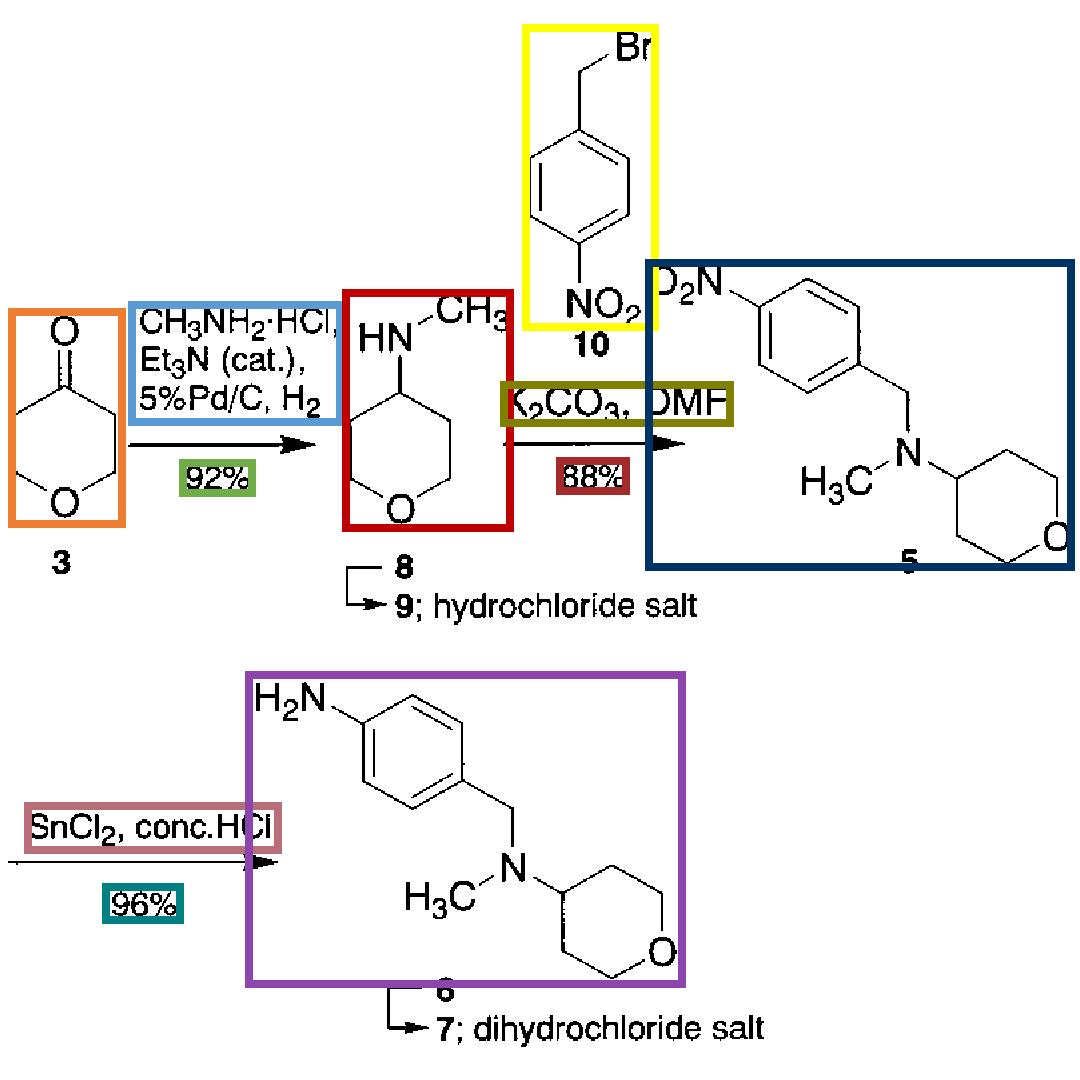 Br
NO2
10
O
O
3
CH3NH2·HCl,
Et3N (cat.),
5%Pd/C, H2
92%
HN
CH3
O
8
9; hydrochloride salt
K2CO3, DMF
88%
O2N
N
H3C
O
5
SnCl2, conc.HCl
96%
H2N
N
H3C
O
6
7; dihydrochloride salt